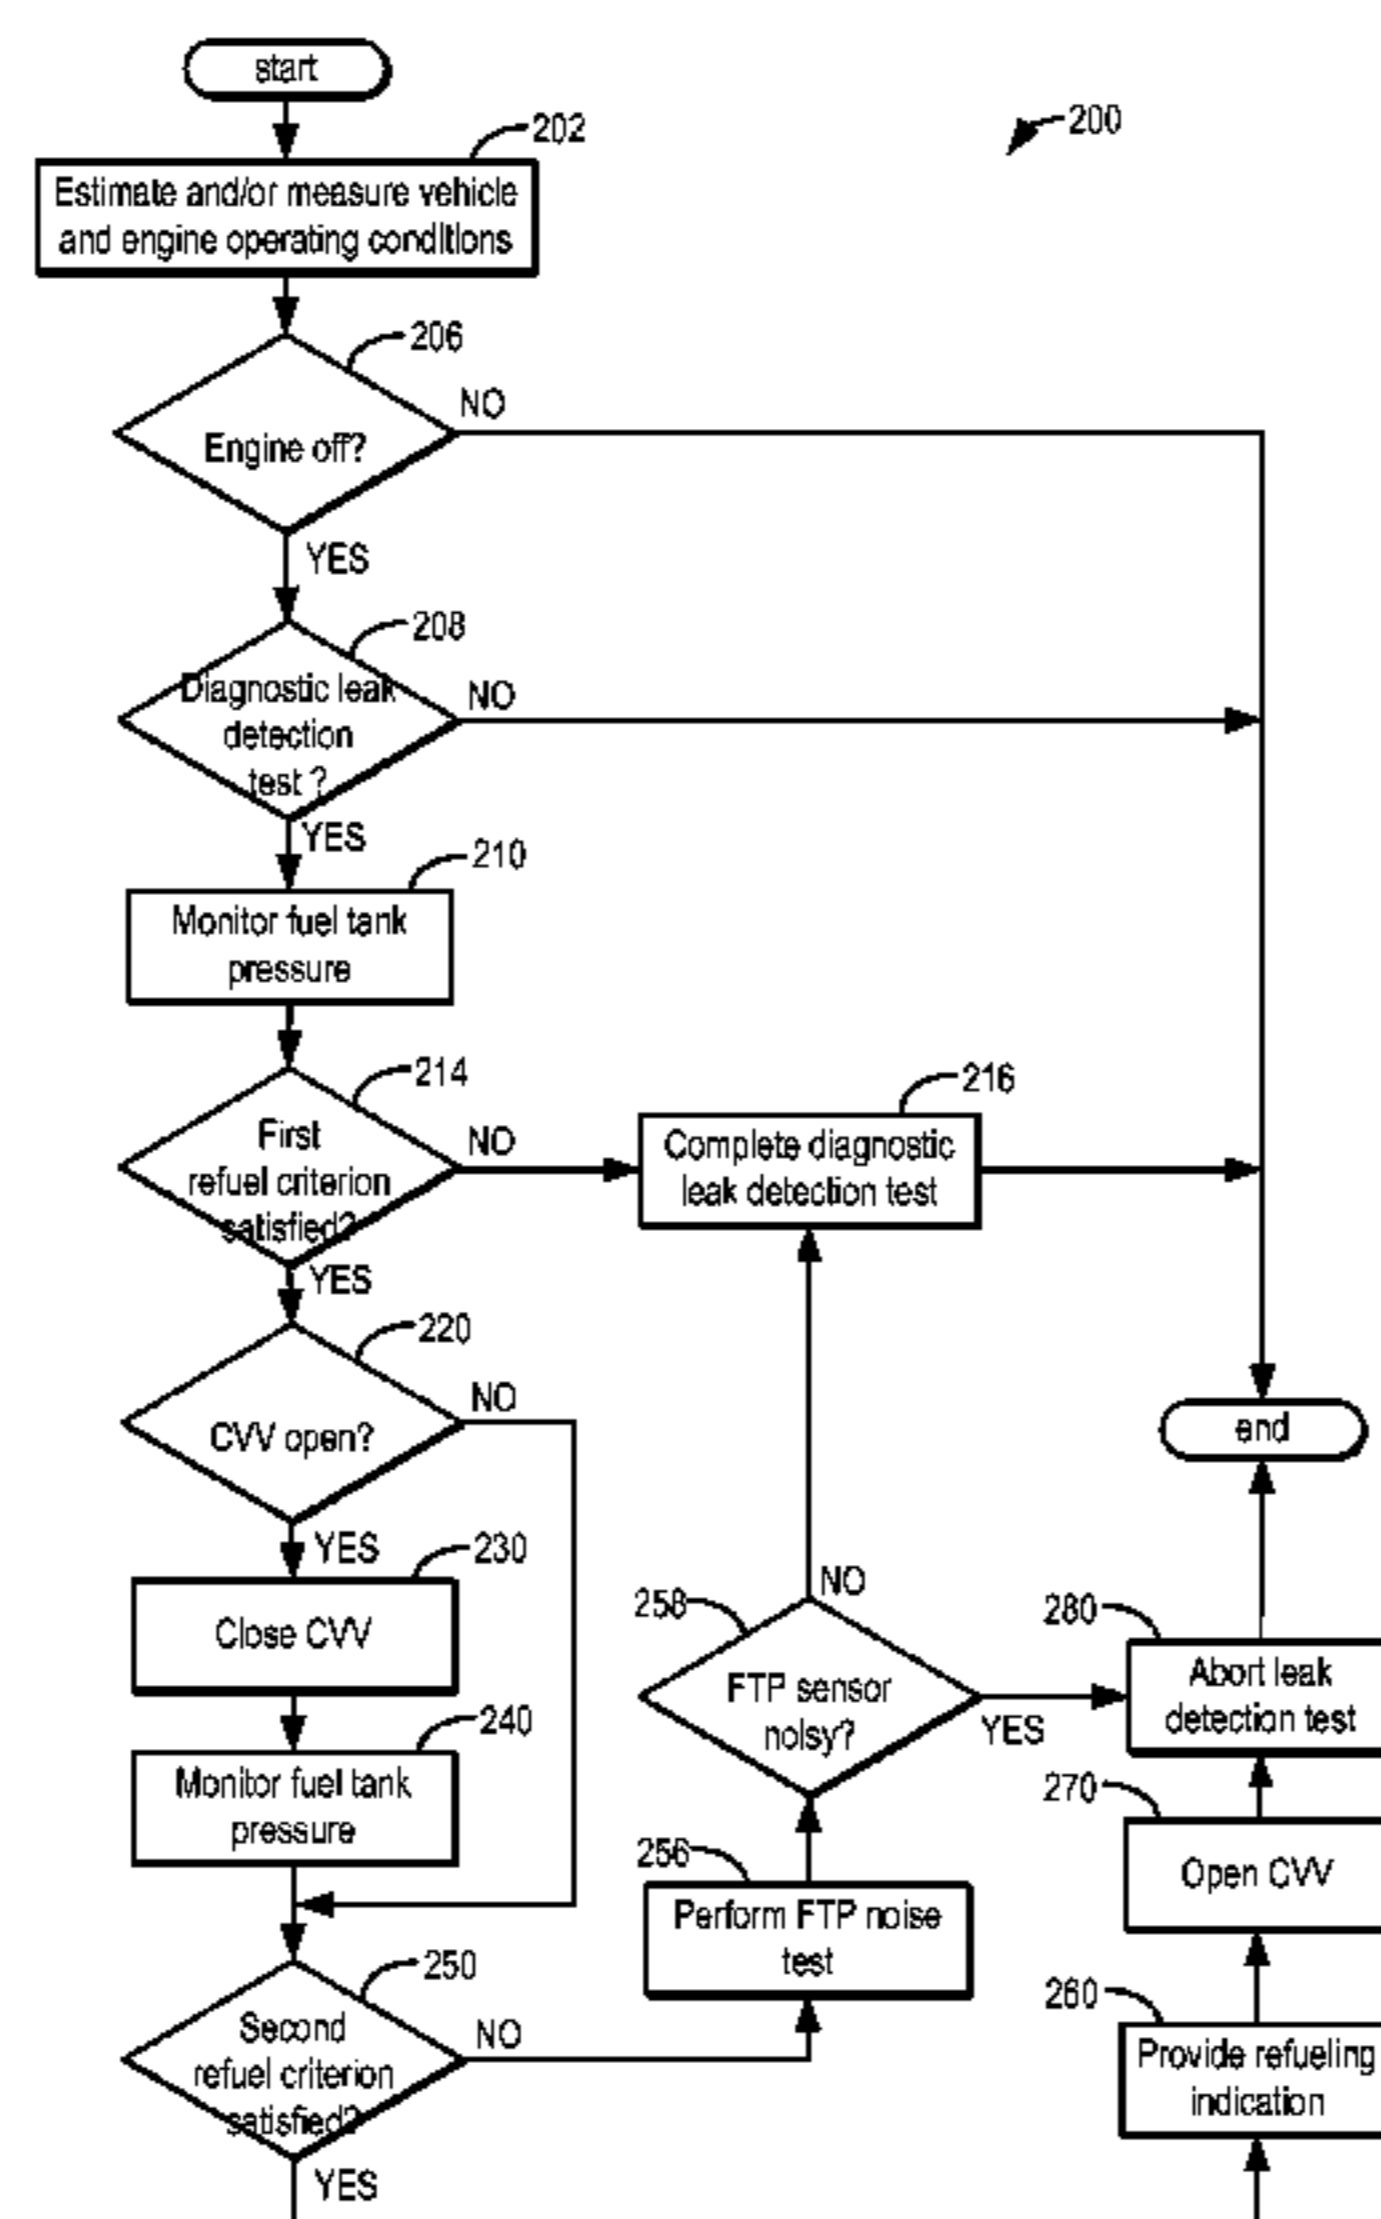 start
200
202
Estimate and/or measure vehicle
and engine operating conditions
206
NO
Engine off?
YES
208
Diagnostic leak
detection
test ?
NO
YES
210
Monitor fuel tank
pressure
214
First
refuel criterion
satisfied?
NO
216
Complete diagnostic
leak detection test
YES
220
NO
CVV open?
end
YES
230
Close CVV
240
Monitor fuel tank
pressure
NO
258
FTP sensor
noisy?
YES
280
Abort leak
detection test
270
Open CVV
256
Perform FTP noise
test
250
Second
refuel criterion
satisfied?
NO
260
Provide refueling
indication
YES